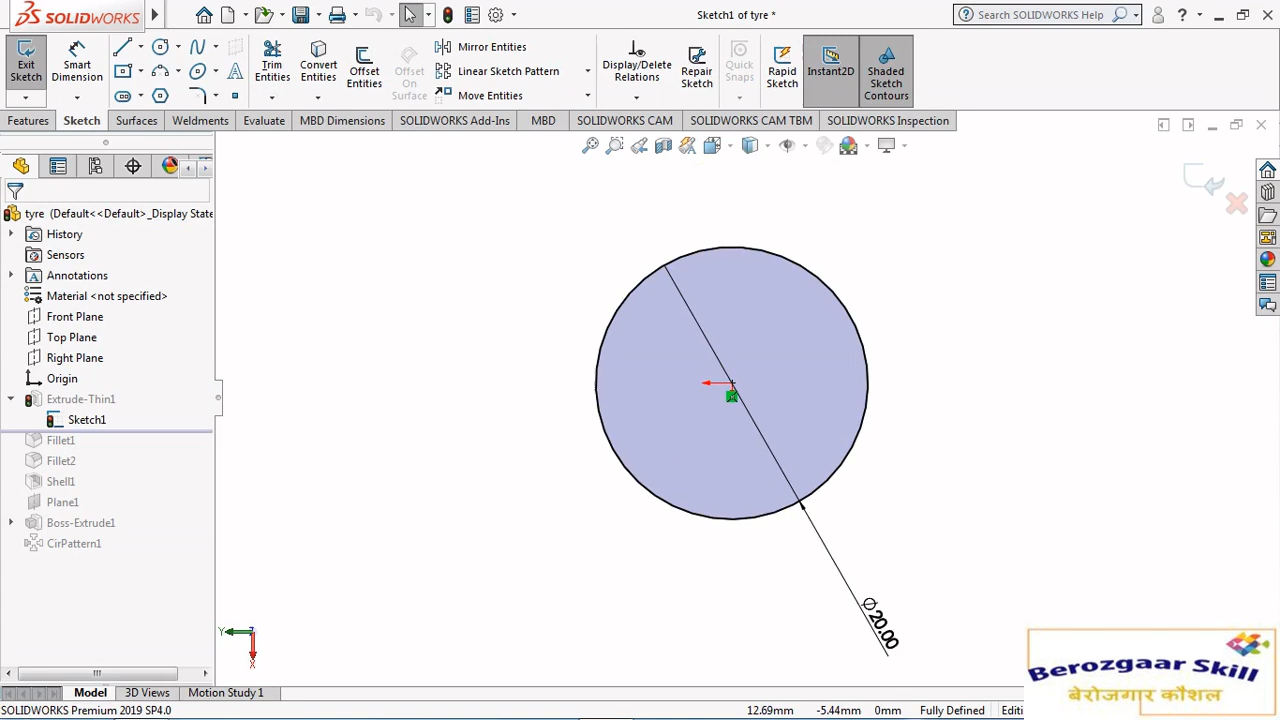 SOLIDWORKS
Sketch1 of tyre *
Search SOLIDWORKS Help
Exit Sketch
Smart Dimension
Trim Entities
Convert Entities
Offset Entities
Offset On Surface
Mirror Entities
Linear Sketch Pattern
Move Entities
Display/Delete Relations
Repair Sketch
Quick Snaps
Rapid Sketch
Instant2D
Shaded Sketch Contours
Features
Sketch
Surfaces
Weldments
Evaluate
MBD Dimensions
SOLIDWORKS Add-Ins
MBD
SOLIDWORKS CAM
SOLIDWORKS CAM TBM
SOLIDWORKS Inspection
tyre (Default<<Default>_Display State
History
Sensors
Annotations
Material <not specified>
Front Plane
Top Plane
Right Plane
Origin
Extrude-Thin1
Sketch1
Fillet1
Fillet2
Shell1
Plane1
Boss-Extrude1
CirPattern1
Ø20.00
Y
Z
X
Berozgaar Skill
बेरोज़गार कौशल
Model
3D Views
Motion Study 1
SOLIDWORKS Premium 2019 SP4.0
12.69mm
-5.44mm
0mm
Fully Defined
Editi